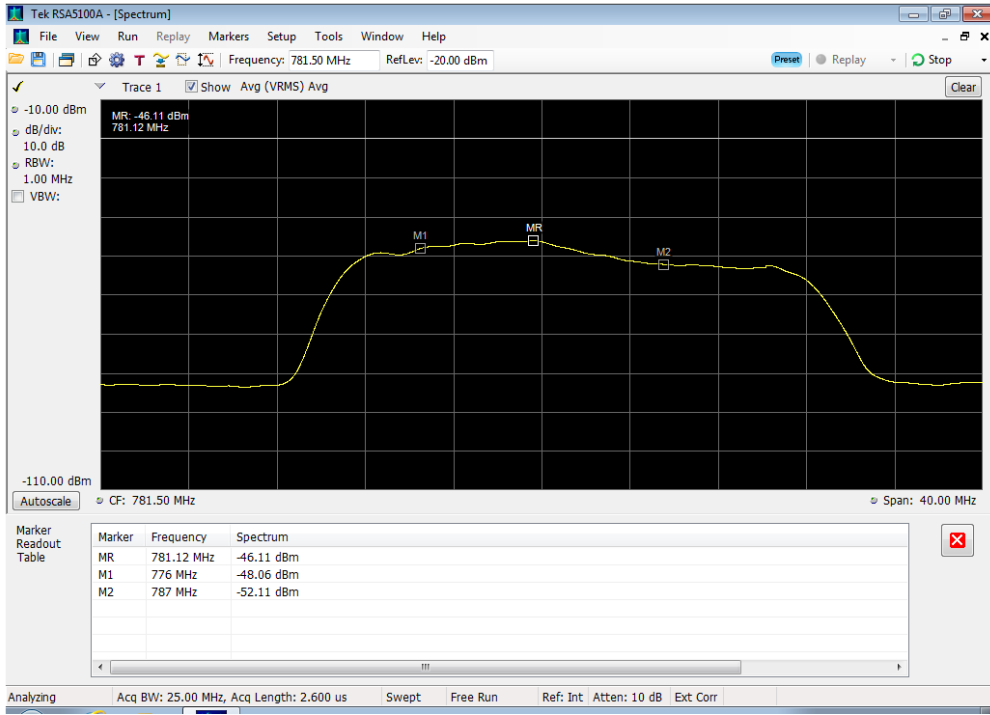 Tek RSA5100A - [Spectrum]
File View Run Replay Markers Setup Tools Window Help
T Frequency: 781.50 MHz RefLev: -20.00 dBm Preset Replay Stop
Trace 1 Show Avg (VRMS) Avg Clear
-10.00 dBm
dB/div:
10.0 dB
RBW:
1.00 MHz
VBW:
MR: -46.11 dBm
781.12 MHz
M1
MR
M2
-110.00 dBm
Autoscale CF: 781.50 MHz Span: 40.00 MHz
Marker
Readout
Table
Marker Frequency Spectrum
MR 781.12 MHz -46.11 dBm
M1 776 MHz -48.06 dBm
M2 787 MHz -52.11 dBm
Analyzing Acq BW: 25.00 MHz, Acq Length: 2.600 us Swept Free Run Ref: Int Atten: 10 dB Ext Corr